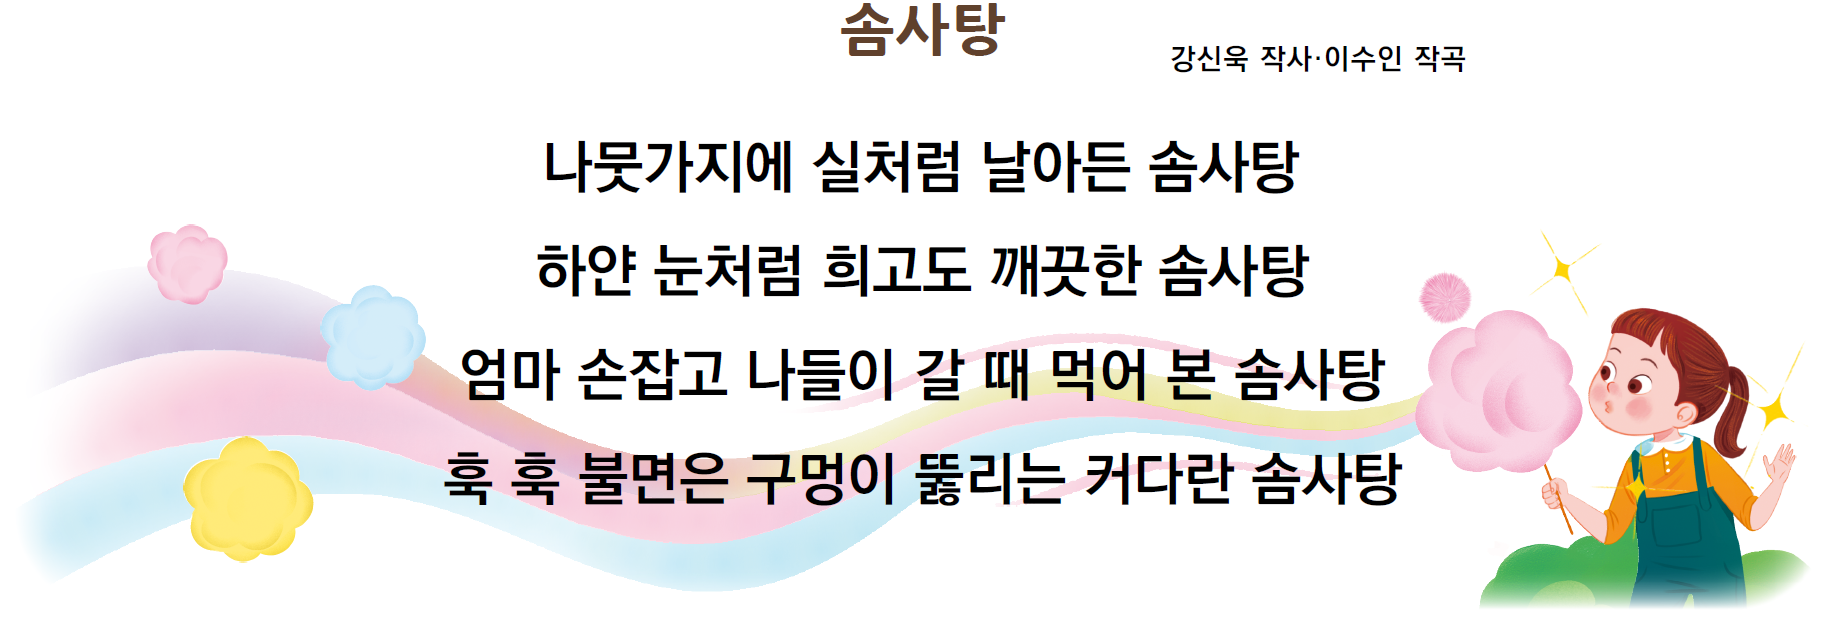 솜사탕
강신욱 작사·이수인 작곡
나뭇가지에 실처럼 날아든 솜사탕
하얀 눈처럼 희고도 깨끗한 솜사탕
엄마 손잡고 나들이 갈 때 먹어 본 솜사탕
훅 훅 불면은 구멍이 뚫리는 커다란 솜사탕